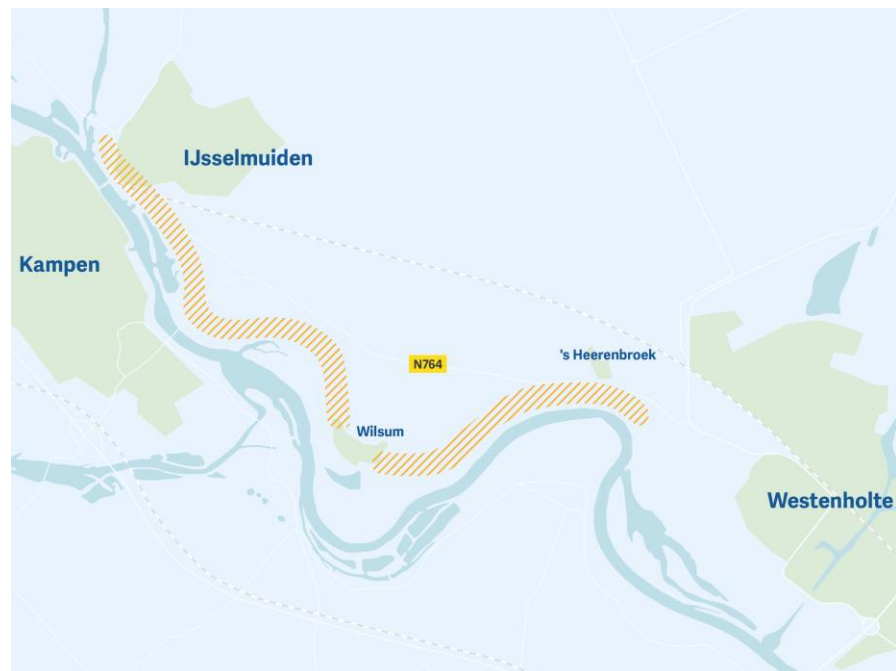 IJsselmuiden
Kampen
's Heerenbroek
N764
Wilsum
Westenholte